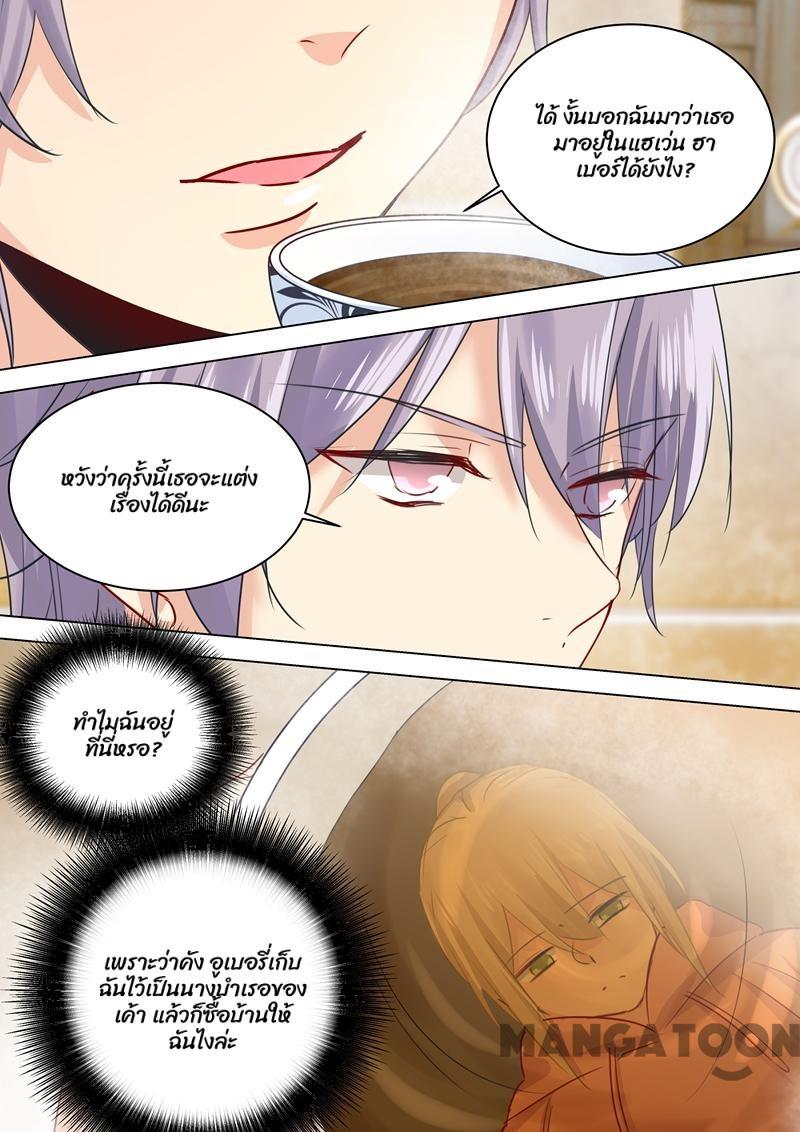 ได้ งั้นบอกฉันมาว่าเธอ
มาอยู่ในแฮเว่น ฮา
เบอร์ได้ยังไง?
หวังว่าครั้งนี้เธอจะแต่ง
เรื่องได้ดีนะ
ทำไมฉันอยู่
ที่นี่หรอ?
เพราะว่าคัง อูเบอรี่เก็บ
ฉันไว้เป็นนางบำเรอของ
เค้า แล้วก็ซื้อบ้านให้
ฉันไงล่ะ
MANGATOON